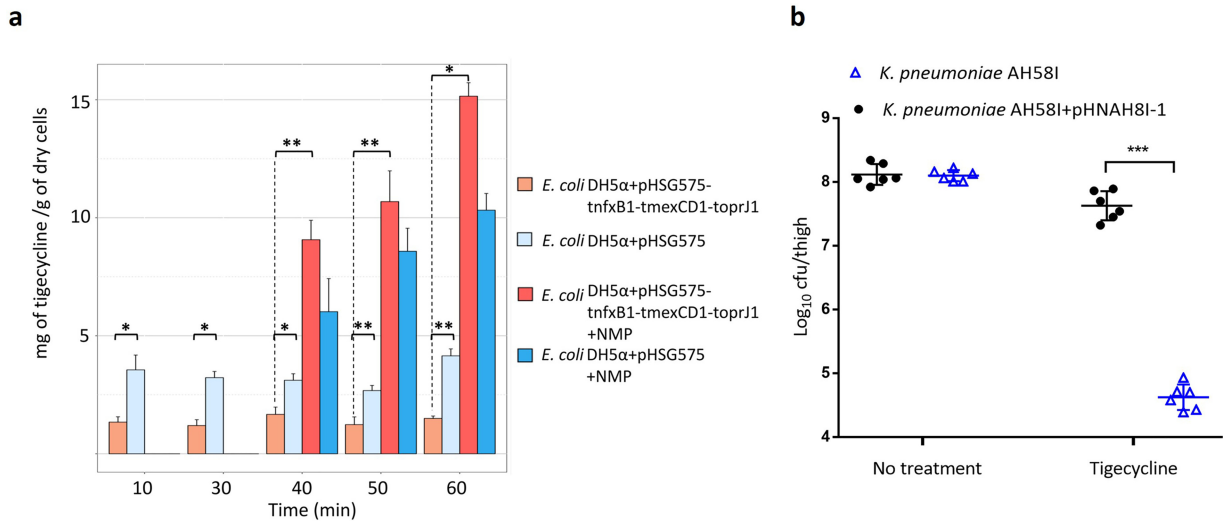 a
mg of tigecycline /g of dry cells
15
10
5
*
*
*
**
**
**
**
*
10
30
40
50
60
Time (min)
E. coli DH5α+pHSG575-
tnfxB1-tmexCD1-toprJ1
E. coli DH5α+pHSG575
E. coli DH5α+pHSG575-
tnfxB1-tmexCD1-toprJ1
+NMP
E. coli DH5α+pHSG575
+NMP
b
K. pneumoniae AH58I
K. pneumoniae AH58I+pHNAH8I-1
Log10 cfu/thigh
9
8
7
6
5
4
***
No treatment
Tigecycline